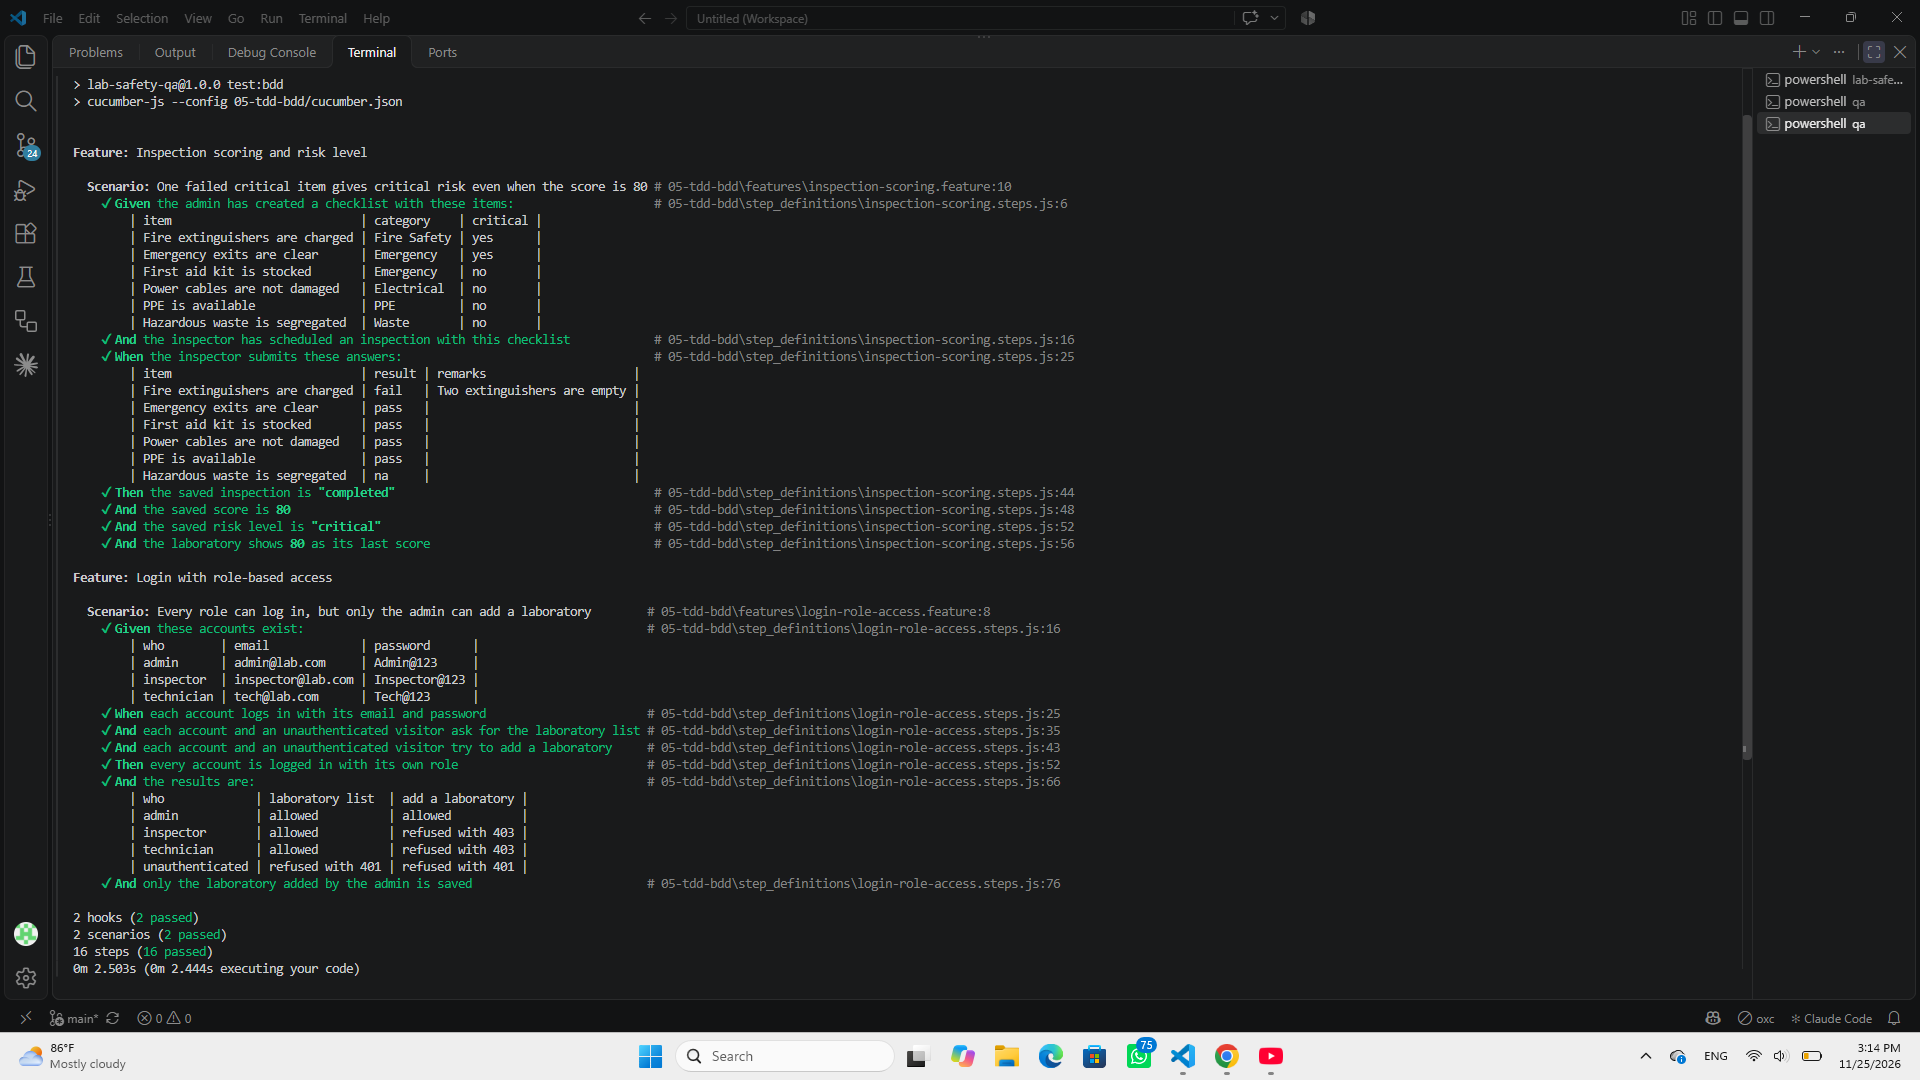 File Edit Selection View Go Run Terminal Help Untitled (Workspace)
Problems Output Debug Console Terminal Ports
> lab-safety-qa@1.0.0 test:bdd
> cucumber-js --config 05-tdd-bdd/cucumber.json
Feature: Inspection scoring and risk level
Scenario: One failed critical item gives critical risk even when the score is 80 # 05-tdd-bdd\features\inspection-scoring.feature:10
✓ Given the admin has created a checklist with these items: # 05-tdd-bdd\step_definitions\inspection-scoring.steps.js:6
| item | category | critical |
| Fire extinguishers are charged | Fire Safety | yes |
| Emergency exits are clear | Emergency | yes |
| First aid kit is stocked | Emergency | no |
| Power cables are not damaged | Electrical | no |
| PPE is available | PPE | no |
| Hazardous waste is segregated | Waste | no |
✓ And the inspector has scheduled an inspection with this checklist # 05-tdd-bdd\step_definitions\inspection-scoring.steps.js:16
✓ When the inspector submits these answers: # 05-tdd-bdd\step_definitions\inspection-scoring.steps.js:25
| item | result | remarks |
| Fire extinguishers are charged | fail | Two extinguishers are empty |
| Emergency exits are clear | pass | |
| First aid kit is stocked | pass | |
| Power cables are not damaged | pass | |
| PPE is available | pass | |
| Hazardous waste is segregated | na | |
✓ Then the saved inspection is "completed" # 05-tdd-bdd\step_definitions\inspection-scoring.steps.js:44
✓ And the saved score is 80 # 05-tdd-bdd\step_definitions\inspection-scoring.steps.js:48
✓ And the saved risk level is "critical" # 05-tdd-bdd\step_definitions\inspection-scoring.steps.js:52
✓ And the laboratory shows 80 as its last score # 05-tdd-bdd\step_definitions\inspection-scoring.steps.js:56
Feature: Login with role-based access
Scenario: Every role can log in, but only the admin can add a laboratory # 05-tdd-bdd\features\login-role-access.feature:8
✓ Given these accounts exist: # 05-tdd-bdd\step_definitions\login-role-access.steps.js:16
| who | email | password |
| admin | admin@lab.com | Admin@123 |
| inspector | inspector@lab.com | Inspector@123 |
| technician | tech@lab.com | Tech@123 |
✓ When each account logs in with its email and password # 05-tdd-bdd\step_definitions\login-role-access.steps.js:25
✓ And each account and an unauthenticated visitor ask for the laboratory list # 05-tdd-bdd\step_definitions\login-role-access.steps.js:35
✓ And each account and an unauthenticated visitor try to add a laboratory # 05-tdd-bdd\step_definitions\login-role-access.steps.js:43
✓ Then every account is logged in with its own role # 05-tdd-bdd\step_definitions\login-role-access.steps.js:52
✓ And the results are: # 05-tdd-bdd\step_definitions\login-role-access.steps.js:66
| who | laboratory list | add a laboratory |
| admin | allowed | allowed |
| inspector | allowed | refused with 403 |
| technician | allowed | refused with 403 |
| unauthenticated | refused with 401 | refused with 401 |
✓ And only the laboratory added by the admin is saved # 05-tdd-bdd\step_definitions\login-role-access.steps.js:76
2 hooks (2 passed)
2 scenarios (2 passed)
16 steps (16 passed)
0m 2.503s (0m 2.444s executing your code)
powershell lab-safe...
powershell qa
powershell qa
24
main* 0 0 oxc Claude Code
86°F
Mostly cloudy
Search
75
ENG
3:14 PM
11/25/2026